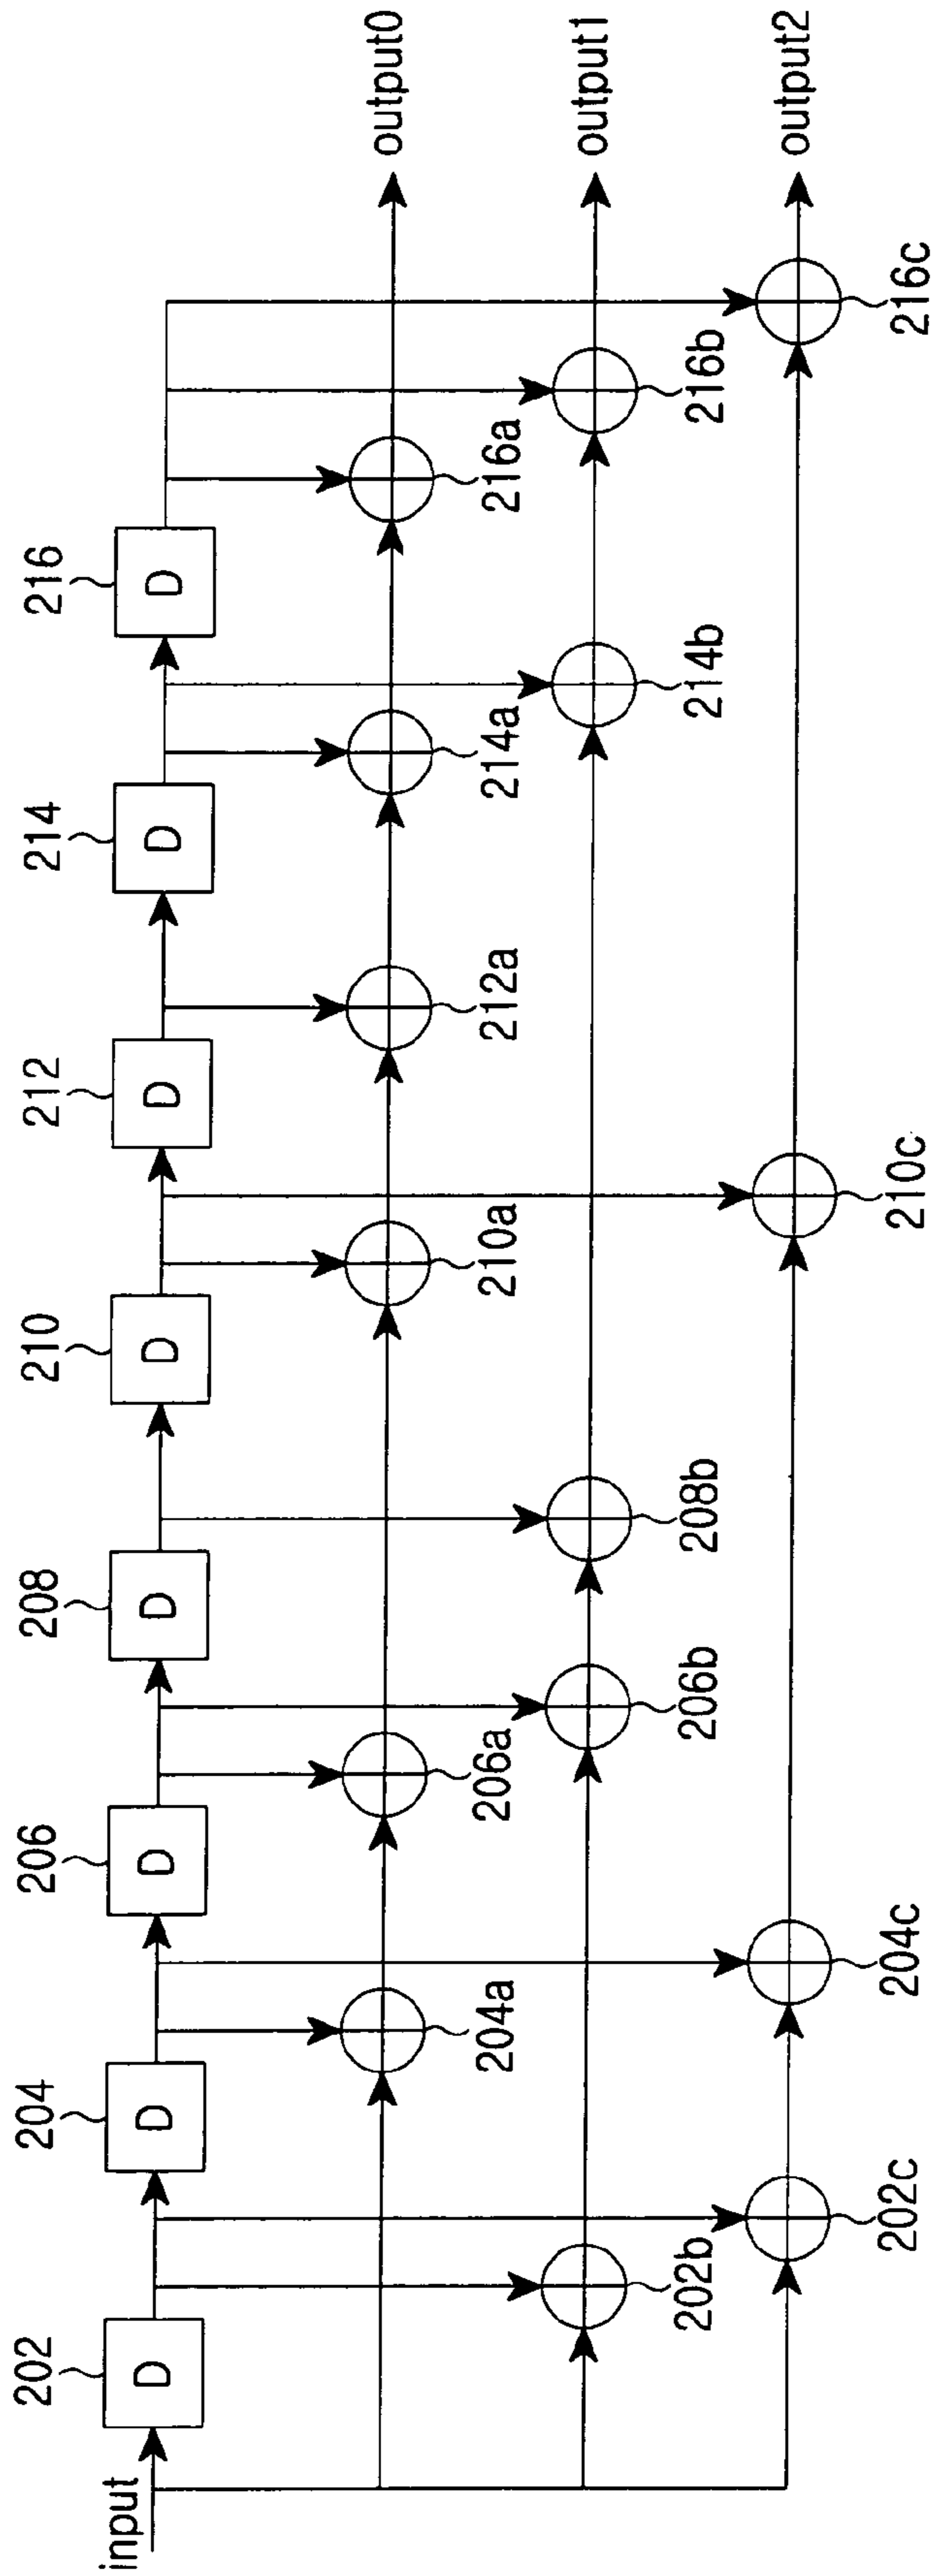 input
202
204
206
208
210
212
214
216
D
D
D
D
D
D
D
D
204a
206a
210a
212a
214a
216a
output0
202b
206b
208b
214b
216b
output1
202c
204c
210c
216c
output2